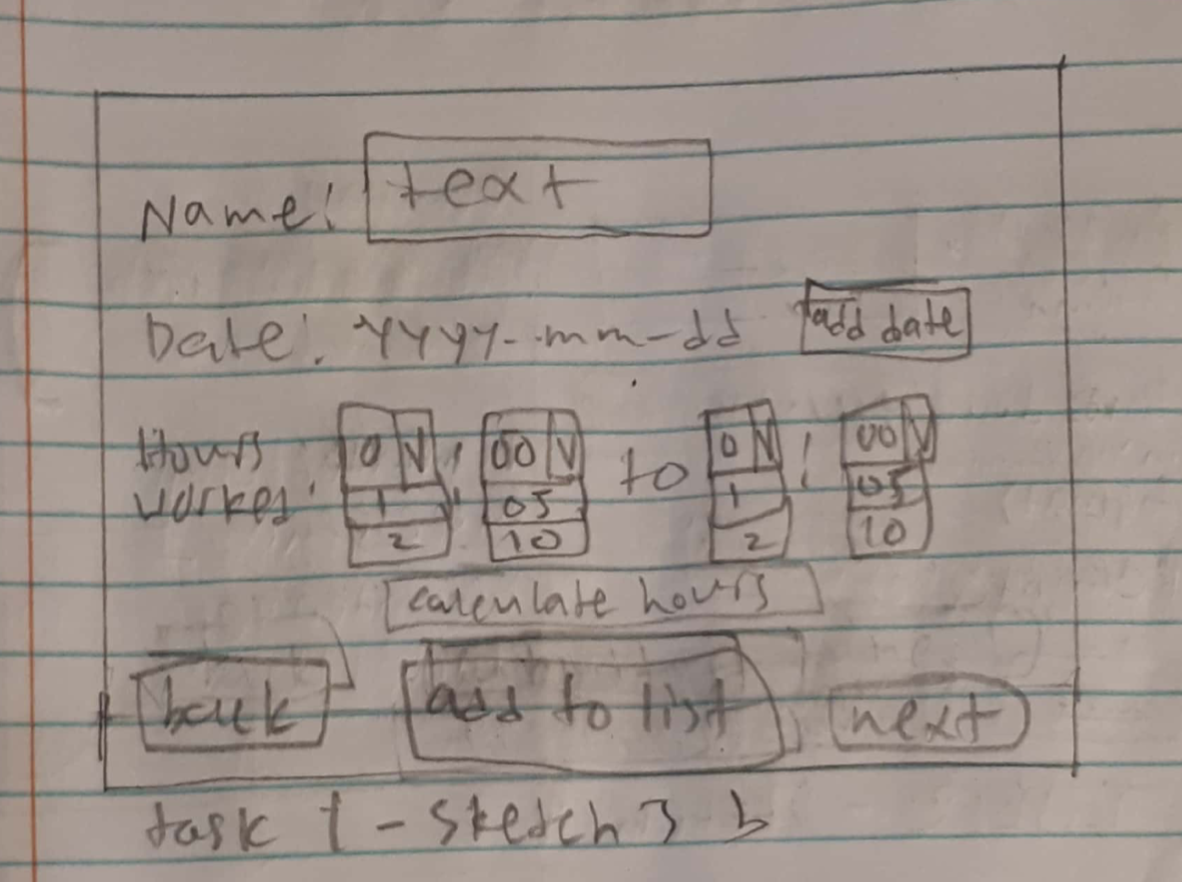 Name: text
Date: yyyy-mm-dd add date
Hours 0 V : 00 V to 0 V : 00 V
worked: 1 05 1 05
2 10 2 10
calculate hours
back add to list next
task 1 - sketch 3 b